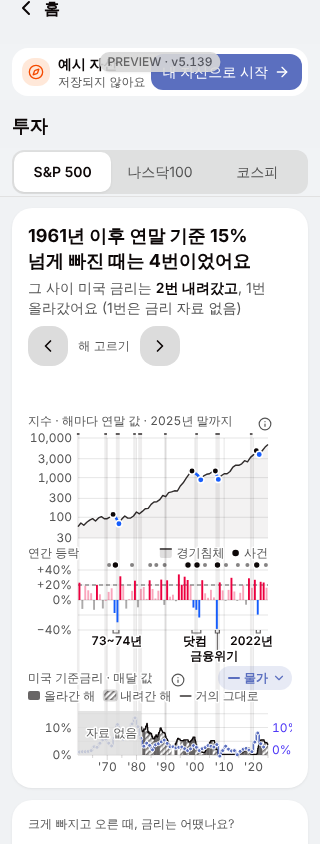 홈
예시 자
PREVIEW · v5.139
내 자산으로 시작
저장되지 않아요
투자
S&P 500
나스닥100
코스피
1961년 이후 연말 기준 15%
넘게 빠진 때는 4번이었어요
그 사이 미국 금리는 2번 내려갔고, 1번
올라갔어요 (1번은 금리 자료 없음)
해 고르기
지수 · 해마다 연말 값 · 2025년 말까지
10,000
3,000
1,000
300
100
30
연간 등락
경기침체
사건
+40%
+20%
0%
−40%
73~74년
닷컴
2022년
금융위기
미국 기준금리 · 매달 값
물가
올라간 해
내려간 해
거의 그대로
자료 없음
10%
10%
0%
0%
'70 '80 '90 '00 '10 '20
크게 빠지고 오른 때, 금리는 어땠나요?